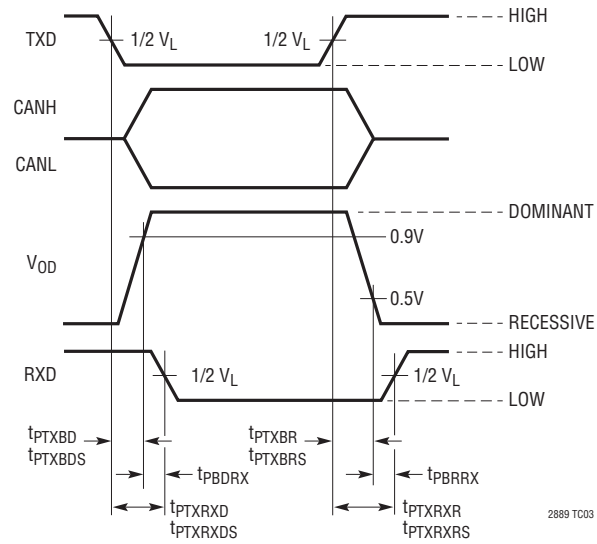 HIGH
TXD
1/2 VL
1/2 VL
LOW
CANH
CANL
DOMINANT
0.9V
VOD
0.5V
RECESSIVE
HIGH
RXD
1/2 VL
1/2 VL
LOW
tPTXBD
tPTXBDS
tPTXBR
tPTXBRS
tPBDRX
tPBRRX
tPTXRXD
tPTXRXDS
tPTXRXR
tPTXRXRS
2889 TC03